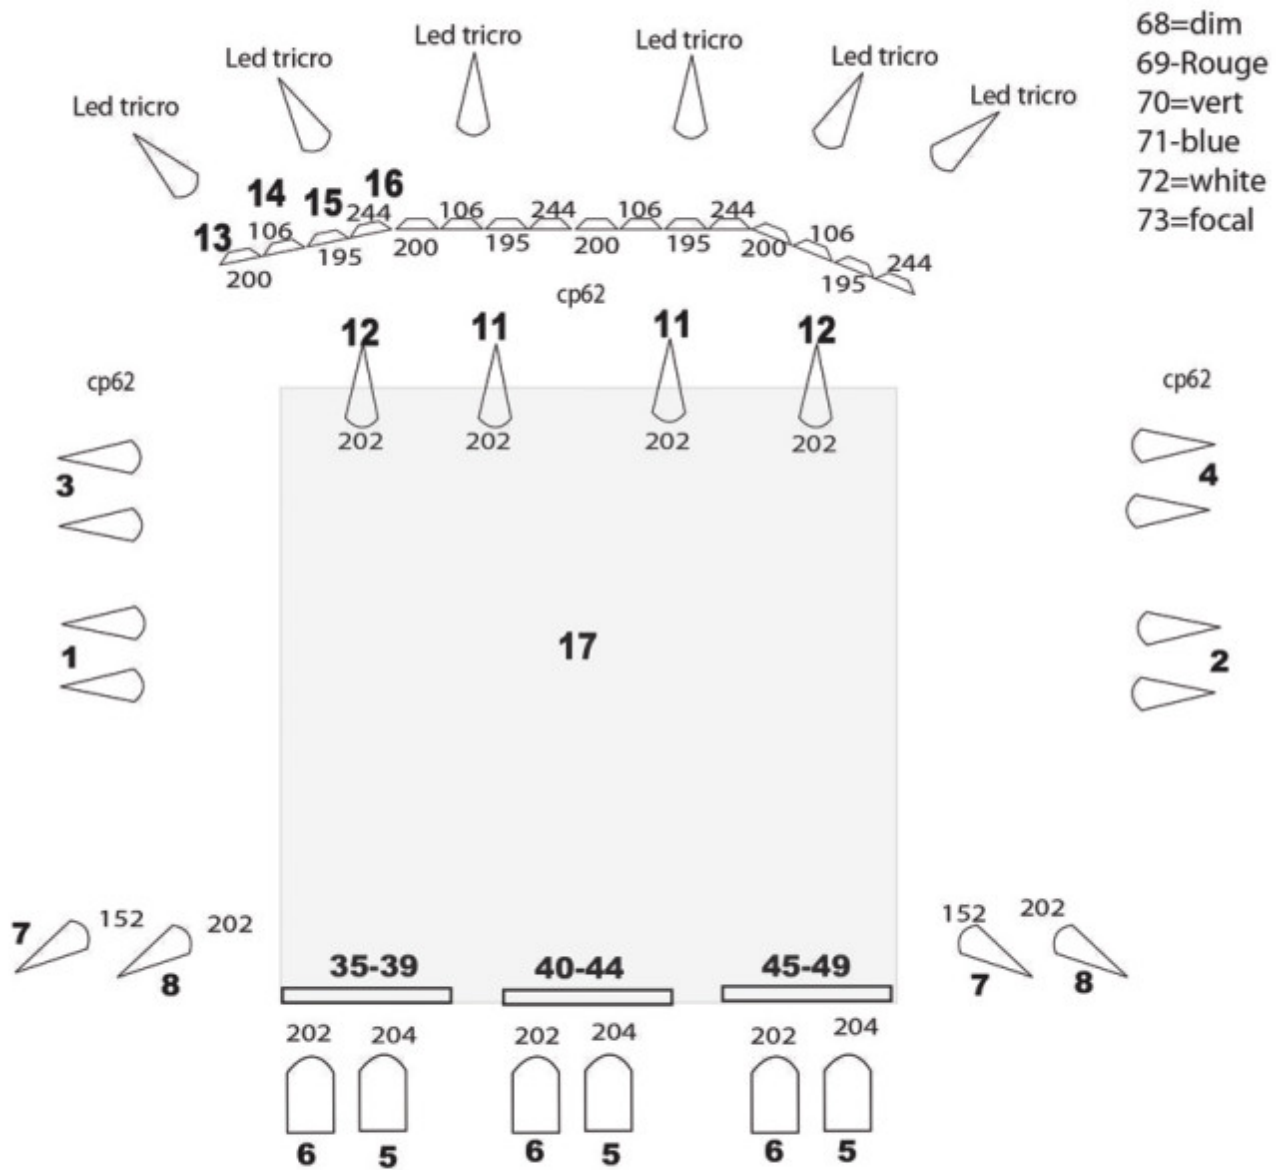 68=dim
69-Rouge
70=vert
71-blue
72=white
73=focal
Led tricro
Led tricro
Led tricro
Led tricro
Led tricro
Led tricro
13 14 15 16
106 244 106 244 106 244 106 244
200 195 200 195 200 195 200 195
cp62
12 11 11 12
202 202 202 202
cp62 cp62
3 4
17
1 2
7 152 202 8
152 202
7 8
35-39 40-44 45-49
202 204 202 204 202 204
6 5 6 5 6 5